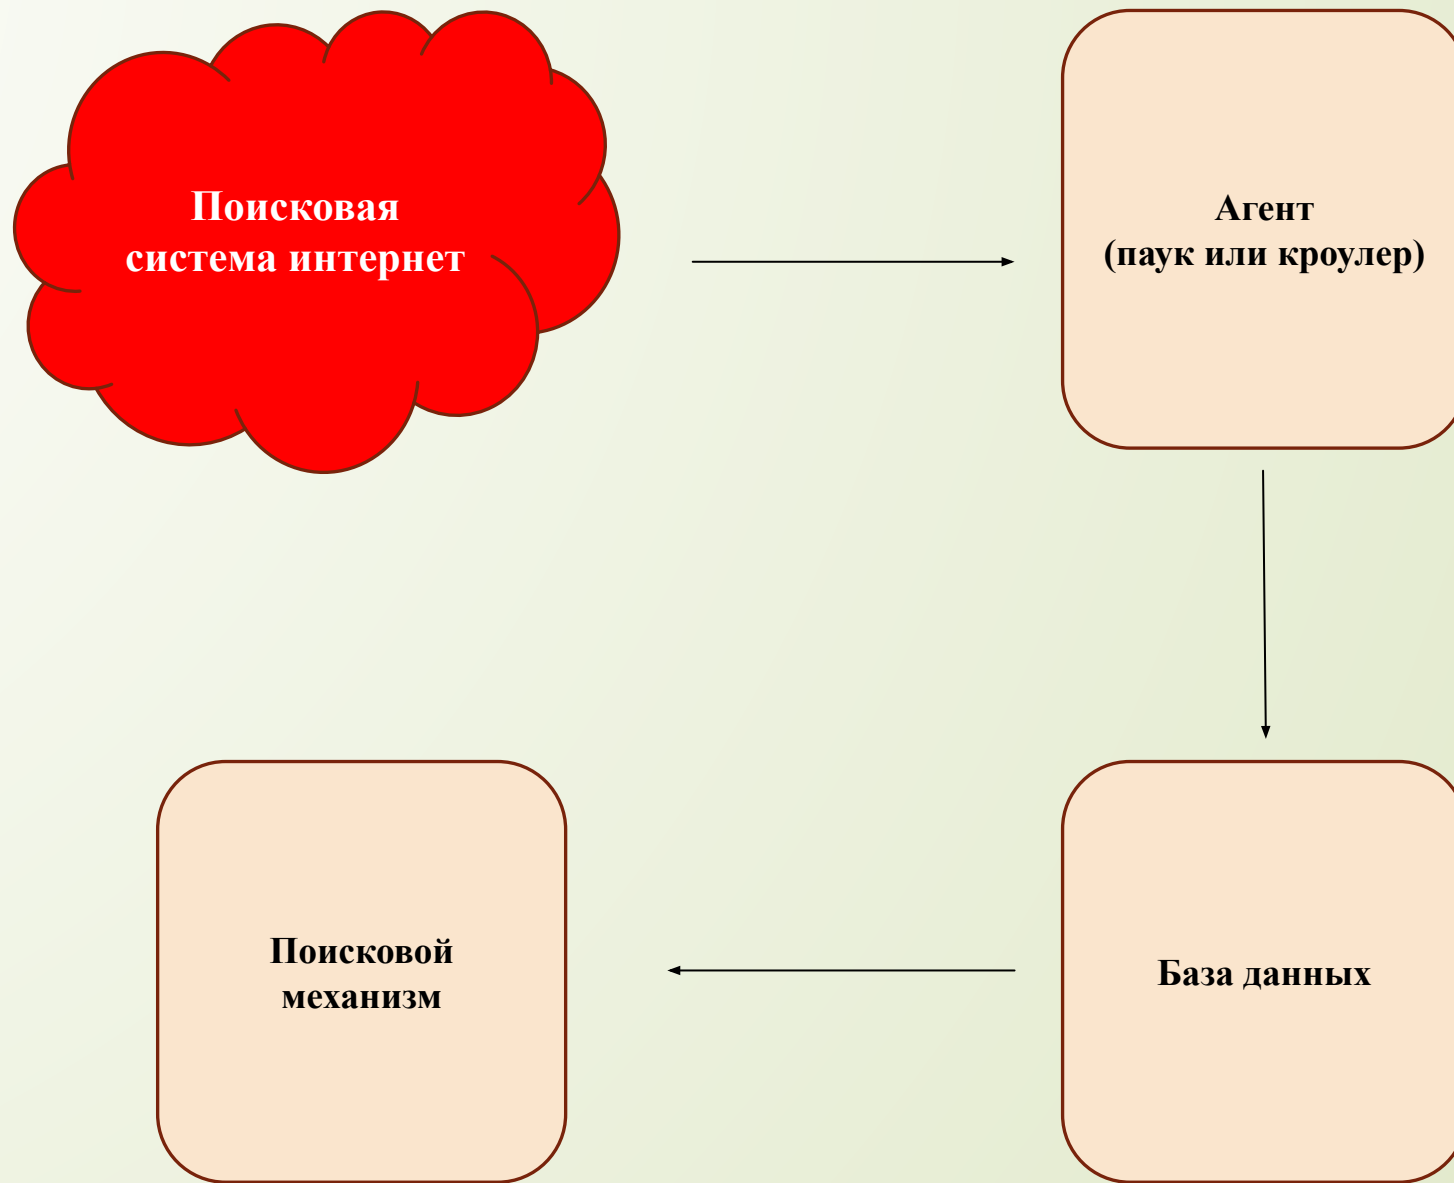 Поисковая
система интернет
Агент
(паук или кроулер)
Поисковой
механизм
База данных